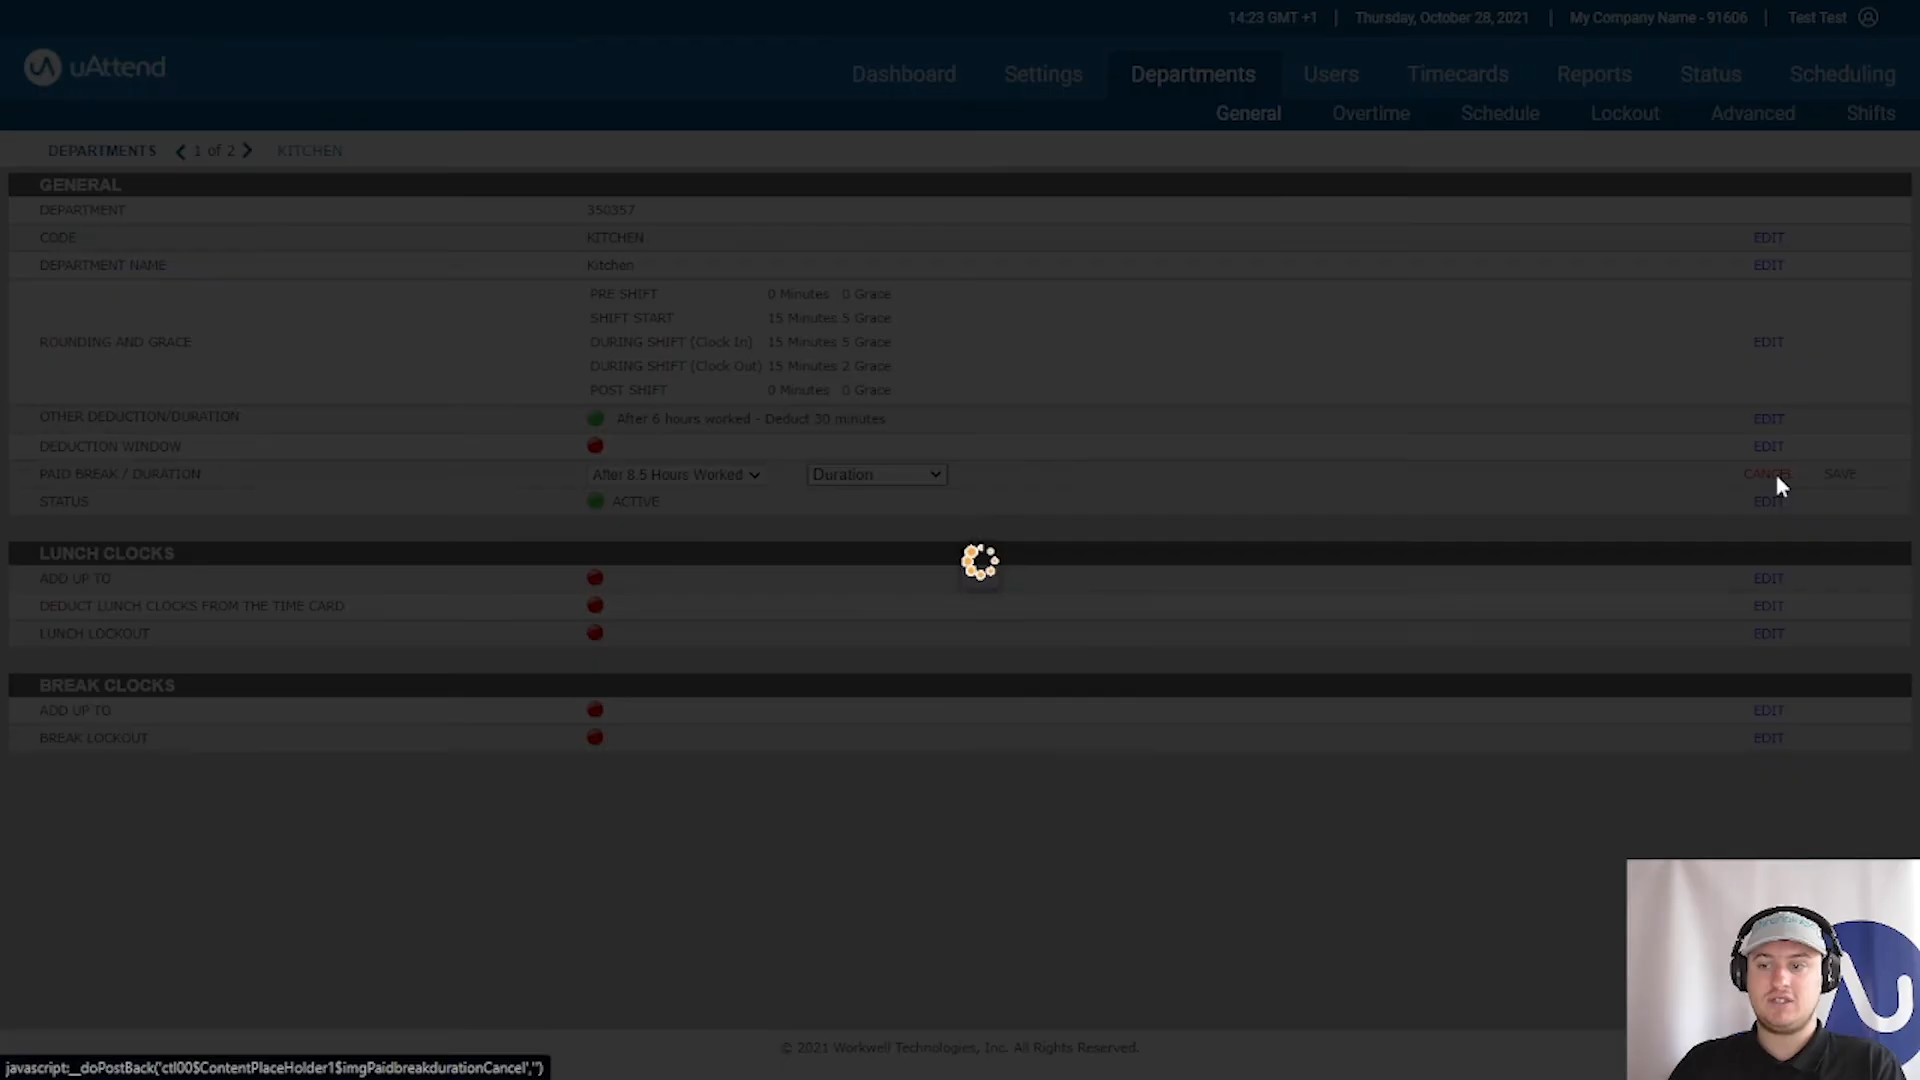 14:23 GMT +1 | Thursday, October 28, 2021 | My Company Name - 91606 | Test Test
uAttend
Dashboard Settings Departments Users Timecards Reports Status Scheduling
General Overtime Schedule Lockout Advanced Shifts
DEPARTMENTS 1 of 2 KITCHEN
GENERAL
DEPARTMENT 350357
CODE KITCHEN EDIT
DEPARTMENT NAME Kitchen EDIT
PRE SHIFT 0 Minutes 0 Grace
SHIFT START 15 Minutes 5 Grace
ROUNDING AND GRACE DURING SHIFT (Clock In) 15 Minutes 5 Grace EDIT
DURING SHIFT (Clock Out) 15 Minutes 2 Grace
POST SHIFT 0 Minutes 0 Grace
OTHER DEDUCTION/DURATION After 6 hours worked - Deduct 30 minutes EDIT
DEDUCTION WINDOW EDIT
PAID BREAK / DURATION After 8.5 Hours Worked Duration CANCEL SAVE
STATUS ACTIVE EDIT
LUNCH CLOCKS
ADD UP TO EDIT
DEDUCT LUNCH CLOCKS FROM THE TIME CARD EDIT
LUNCH LOCKOUT EDIT
BREAK CLOCKS
ADD UP TO EDIT
BREAK LOCKOUT EDIT
© 2021 Workwell Technologies, Inc. All Rights Reserved.
javascript:__doPostBack('ctl00$ContentPlaceHolder1$imgPaidbreakdurationCancel','')